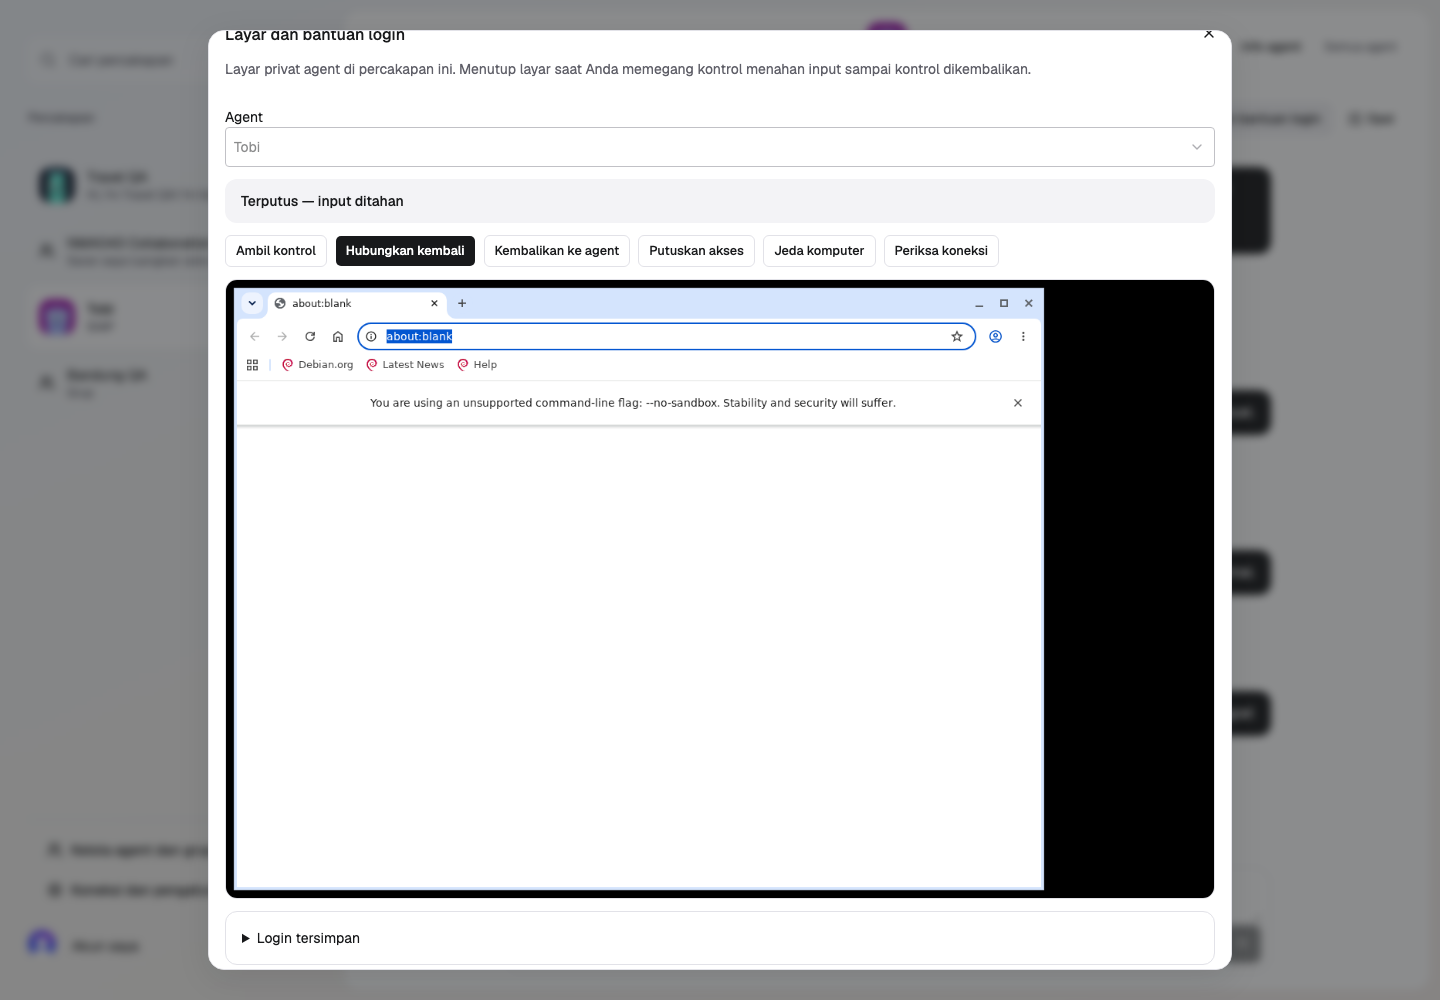 Layar dan bantuan login
Layar privat agent di percakapan ini. Menutup layar saat Anda memegang kontrol menahan input sampai kontrol dikembalikan.
Agent
Tobi
Terputus — input ditahan
Ambil kontrol
Hubungkan kembali
Kembalikan ke agent
Putuskan akses
Jeda komputer
Periksa koneksi
about:blank
about:blank
Debian.org
Latest News
Help
You are using an unsupported command-line flag: --no-sandbox. Stability and security will suffer.
Login tersimpan